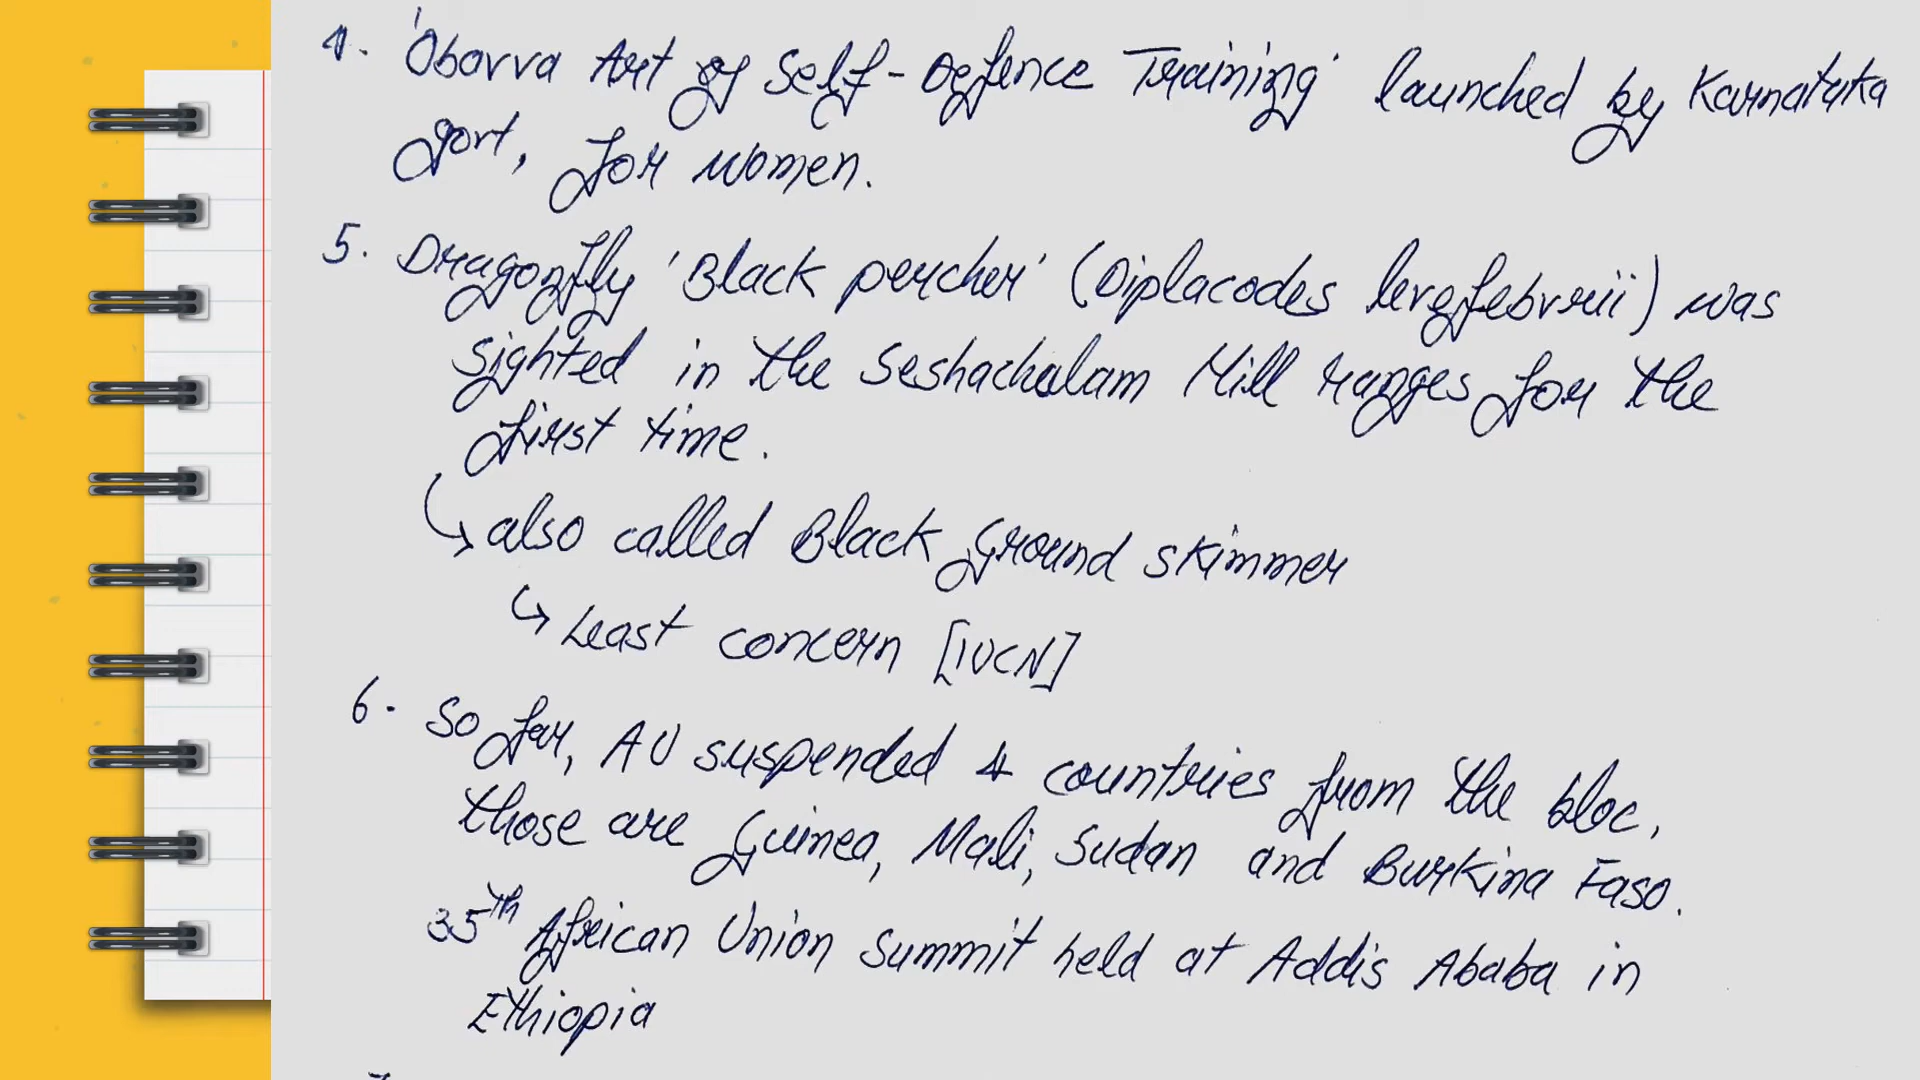 4. 'Obavva Art of Self-Defence Training' launched by Karnataka
govt, for women.
5. Dragonfly 'Black percher' (Diplacodes levefebvrii) was
sighted in the Seshachalam Hill ranges for the
first time.
↳ also called Black Ground skimmer
↳ Least concern [IUCN]
6. So far, AU suspended 4 countries from the bloc,
those are Guinea, Mali, Sudan and Burkina Faso.
35th African Union Summit held at Addis Ababa in
Ethiopia